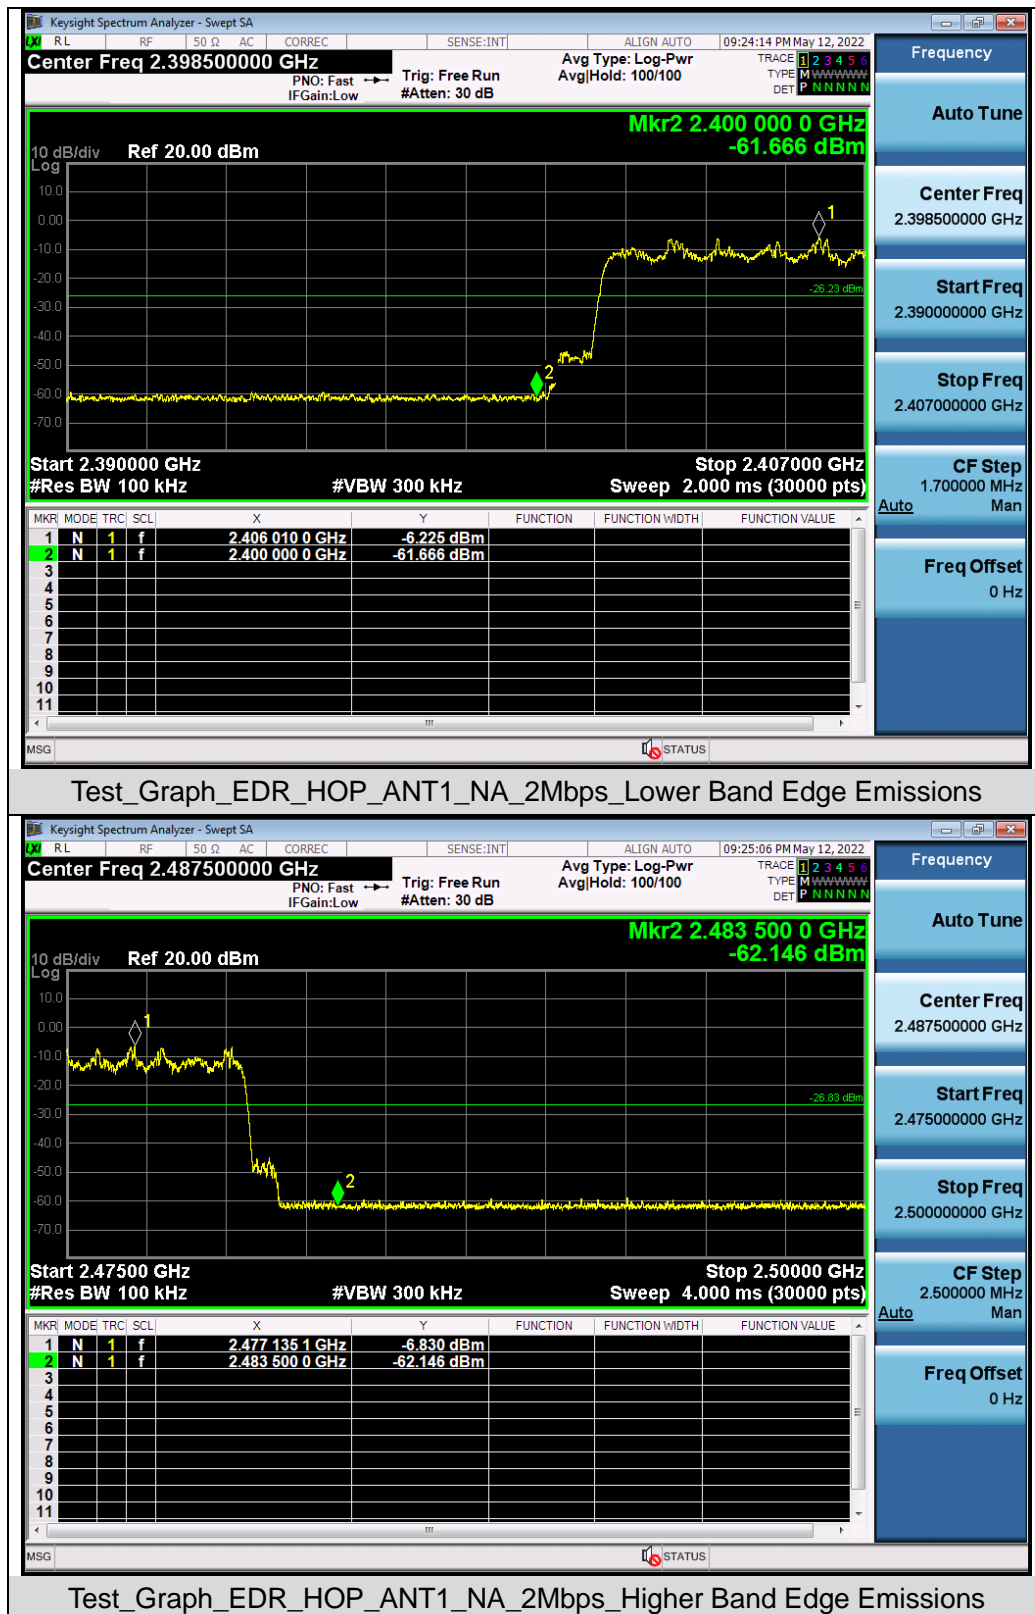 Keysight Spectrum Analyzer - Swept SA
LXI RL RF 50 Ω AC CORREC SENSE:INT ALIGN AUTO 09:24:14 PM May 12, 2022
Center Freq 2.398500000 GHz
PNO: Fast
IFGain:Low
Trig: Free Run
#Atten: 30 dB
Avg Type: Log-Pwr
Avg|Hold: 100/100
TRACE 1 2 3 4 5 6
TYPE M WWWWW
DET P N N N N N
Mkr2 2.400 000 0 GHz
-61.666 dBm
10 dB/div Ref 20.00 dBm
Log
10.0
0.00
-10.0
-20.0
-30.0
-40.0
-50.0
-60.0
-70.0
1
2
-26.23 dBm
Start 2.390000 GHz Stop 2.407000 GHz
#Res BW 100 kHz #VBW 300 kHz Sweep 2.000 ms (30000 pts)
MKR MODE TRC SCL X Y FUNCTION FUNCTION WIDTH FUNCTION VALUE
1 N 1 f 2.406 010 0 GHz -6.225 dBm
2 N 1 f 2.400 000 0 GHz -61.666 dBm
3
4
5
6
7
8
9
10
11
MSG STATUS
Frequency
Auto Tune
Center Freq
2.398500000 GHz
Start Freq
2.390000000 GHz
Stop Freq
2.407000000 GHz
CF Step
1.700000 MHz
Auto Man
Freq Offset
0 Hz
Test_Graph_EDR_HOP_ANT1_NA_2Mbps_Lower Band Edge Emissions
Keysight Spectrum Analyzer - Swept SA
LXI RL RF 50 Ω AC CORREC SENSE:INT ALIGN AUTO 09:25:06 PM May 12, 2022
Center Freq 2.487500000 GHz
PNO: Fast
IFGain:Low
Trig: Free Run
#Atten: 30 dB
Avg Type: Log-Pwr
Avg|Hold: 100/100
TRACE 1 2 3 4 5 6
TYPE M WWWWW
DET P N N N N N
Mkr2 2.483 500 0 GHz
-62.146 dBm
10 dB/div Ref 20.00 dBm
Log
10.0
0.00
-10.0
-20.0
-30.0
-40.0
-50.0
-60.0
-70.0
1
2
-26.83 dBm
Start 2.47500 GHz Stop 2.50000 GHz
#Res BW 100 kHz #VBW 300 kHz Sweep 4.000 ms (30000 pts)
MKR MODE TRC SCL X Y FUNCTION FUNCTION WIDTH FUNCTION VALUE
1 N 1 f 2.477 135 1 GHz -6.830 dBm
2 N 1 f 2.483 500 0 GHz -62.146 dBm
3
4
5
6
7
8
9
10
11
MSG STATUS
Frequency
Auto Tune
Center Freq
2.487500000 GHz
Start Freq
2.475000000 GHz
Stop Freq
2.500000000 GHz
CF Step
2.500000 MHz
Auto Man
Freq Offset
0 Hz
Test_Graph_EDR_HOP_ANT1_NA_2Mbps_Higher Band Edge Emissions